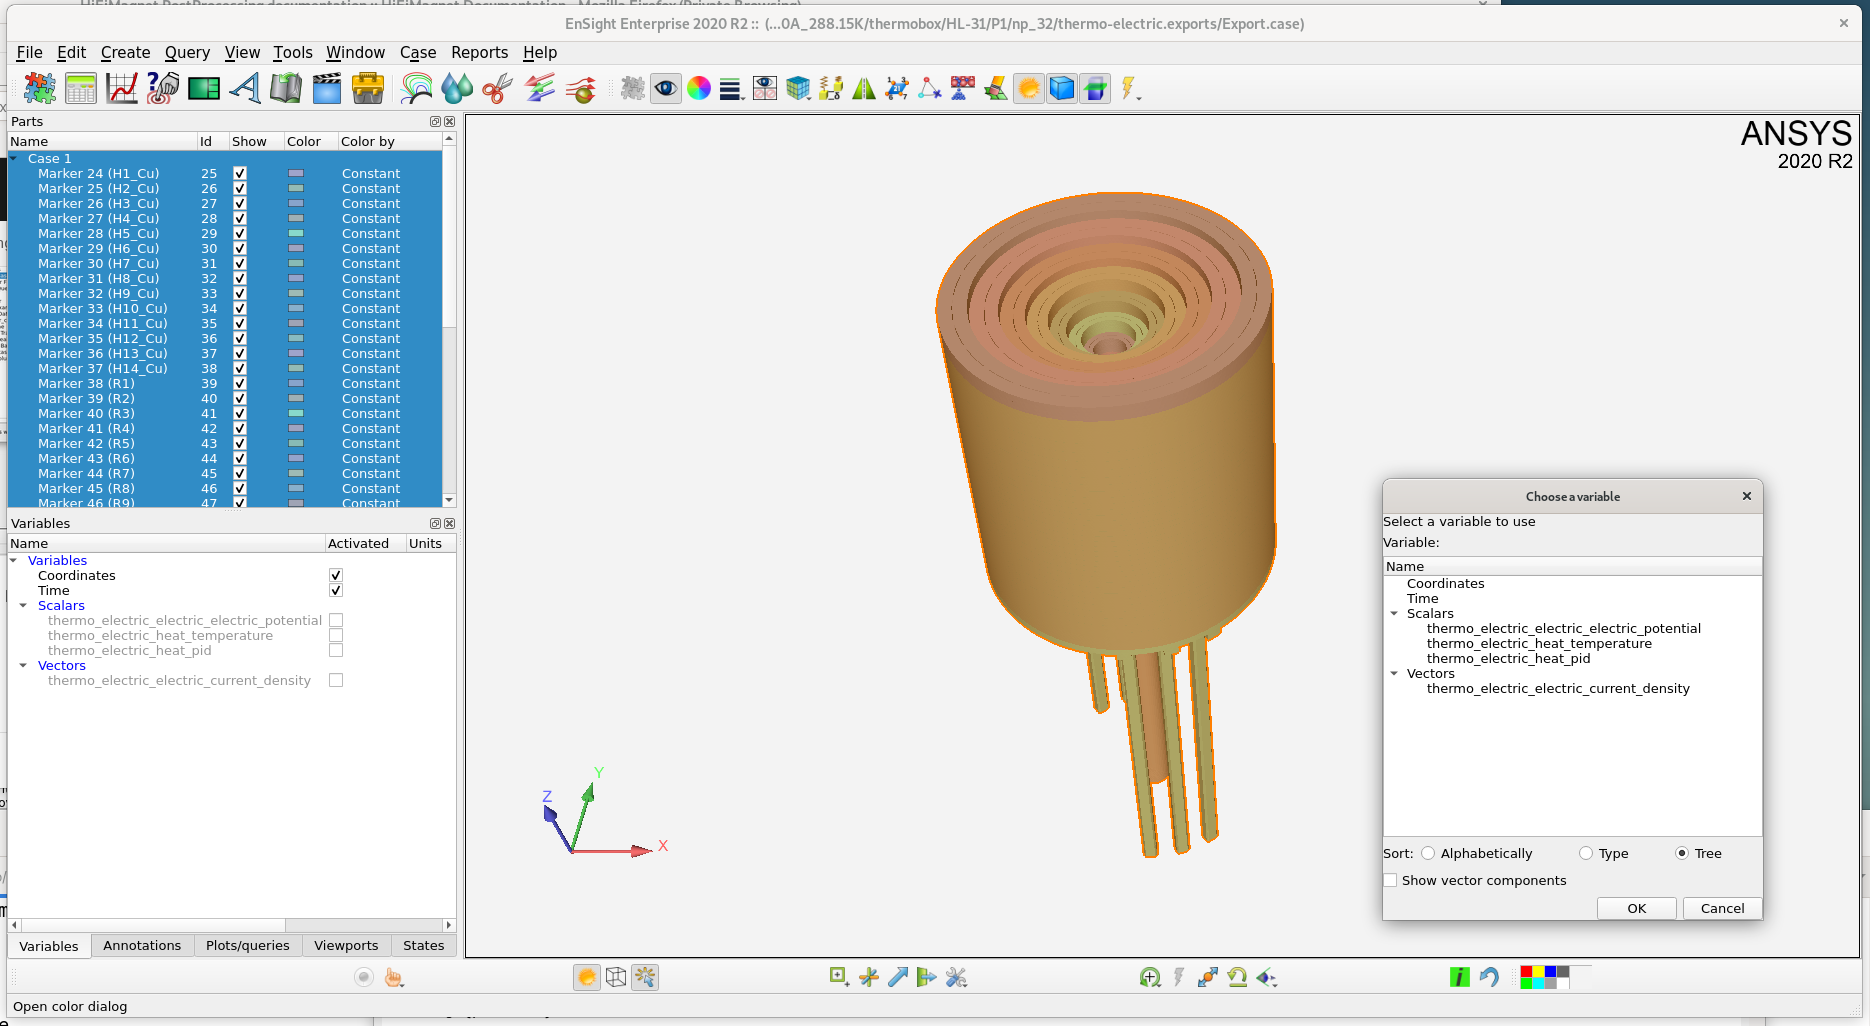 EnSight Enterprise 2020 R2 :: (...0A_288.15K/thermobox/HL-31/P1/np_32/thermo-electric.exports/Export.case)
File Edit Create Query View Tools Window Case Reports Help
Parts
Name Id Show Color Color by
Case 1
Marker 24 (H1_Cu) 25 Constant
Marker 25 (H2_Cu) 26 Constant
Marker 26 (H3_Cu) 27 Constant
Marker 27 (H4_Cu) 28 Constant
Marker 28 (H5_Cu) 29 Constant
Marker 29 (H6_Cu) 30 Constant
Marker 30 (H7_Cu) 31 Constant
Marker 31 (H8_Cu) 32 Constant
Marker 32 (H9_Cu) 33 Constant
Marker 33 (H10_Cu) 34 Constant
Marker 34 (H11_Cu) 35 Constant
Marker 35 (H12_Cu) 36 Constant
Marker 36 (H13_Cu) 37 Constant
Marker 37 (H14_Cu) 38 Constant
Marker 38 (R1) 39 Constant
Marker 39 (R2) 40 Constant
Marker 40 (R3) 41 Constant
Marker 41 (R4) 42 Constant
Marker 42 (R5) 43 Constant
Marker 43 (R6) 44 Constant
Marker 44 (R7) 45 Constant
Marker 45 (R8) 46 Constant
Marker 46 (R9) 47 Constant
Variables
Name Activated Units
Variables
Coordinates
Time
Scalars
thermo_electric_electric_electric_potential
thermo_electric_heat_temperature
thermo_electric_heat_pid
Vectors
thermo_electric_electric_current_density
Variables Annotations Plots/queries Viewports States
Open color dialog
ANSYS
2020 R2
Z
Y
X
Choose a variable
Select a variable to use
Variable:
Name
Coordinates
Time
Scalars
thermo_electric_electric_electric_potential
thermo_electric_heat_temperature
thermo_electric_heat_pid
Vectors
thermo_electric_electric_current_density
Sort: Alphabetically Type Tree
Show vector components
OK Cancel